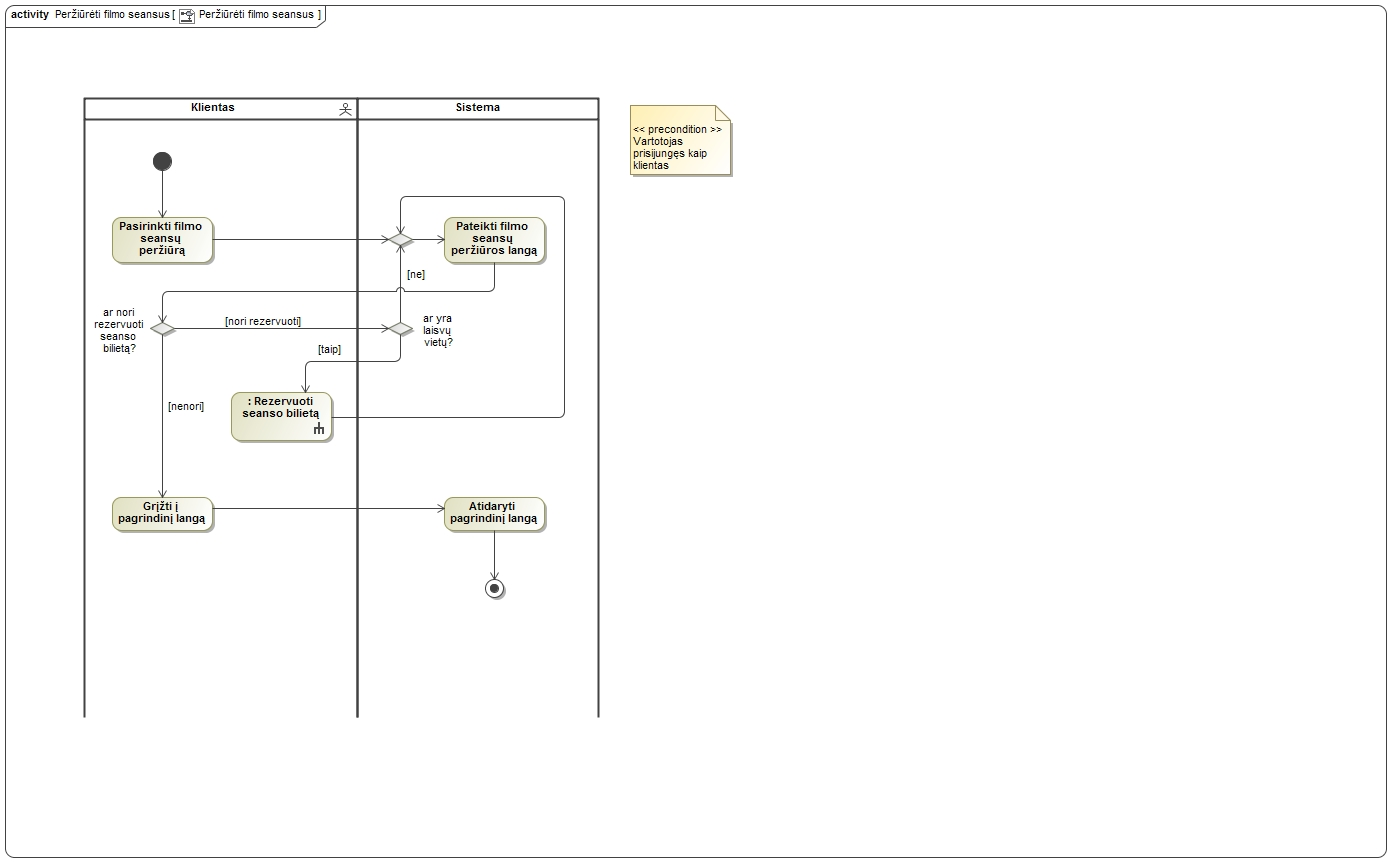 activity Peržiūrėti filmo seansus [ Peržiūrėti filmo seansus ]
Klientas
Sistema
<< precondition >>
Vartotojas
prisijungęs kaip
klientas
Pasirinkti filmo
seansų
peržiūrą
Pateikti filmo
seansų
peržiūros langą
[ne]
ar nori
rezervuoti
seanso
bilietą?
[nori rezervuoti]
ar yra
laisvų
vietų?
[taip]
: Rezervuoti
seanso bilietą
[nenori]
Grįžti į
pagrindinį langą
Atidaryti
pagrindinį langą